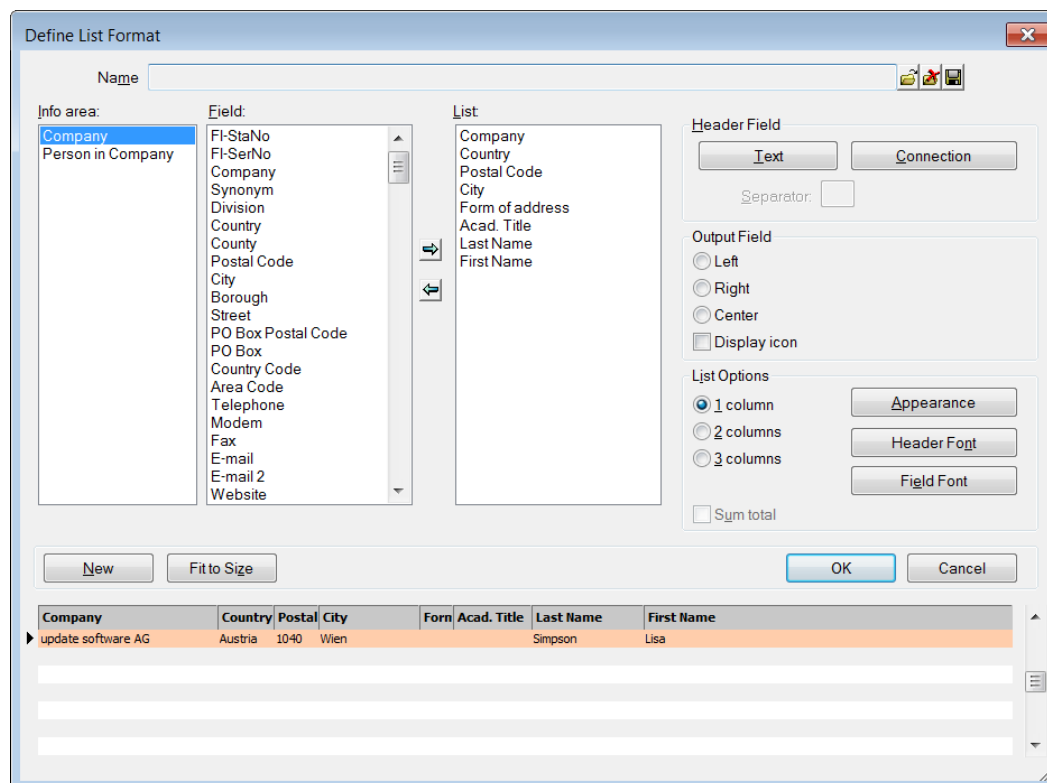 Define List Format
Name
Info area:
Company
Person in Company
Field:
FI-StaNo
FI-SerNo
Company
Synonym
Division
Country
County
Postal Code
City
Borough
Street
PO Box Postal Code
PO Box
Country Code
Area Code
Telephone
Modem
Fax
E-mail
E-mail 2
Website
List:
Company
Country
Postal Code
City
Form of address
Acad. Title
Last Name
First Name
Header Field
Text Connection
Separator:
Output Field
Left
Right
Center
Display icon
List Options
1 column
2 columns
3 columns
Appearance
Header Font
Field Font
Sum total
New Fit to Size OK Cancel
Company Country Postal City Forn Acad. Title Last Name First Name
update software AG Austria 1040 Wien Simpson Lisa